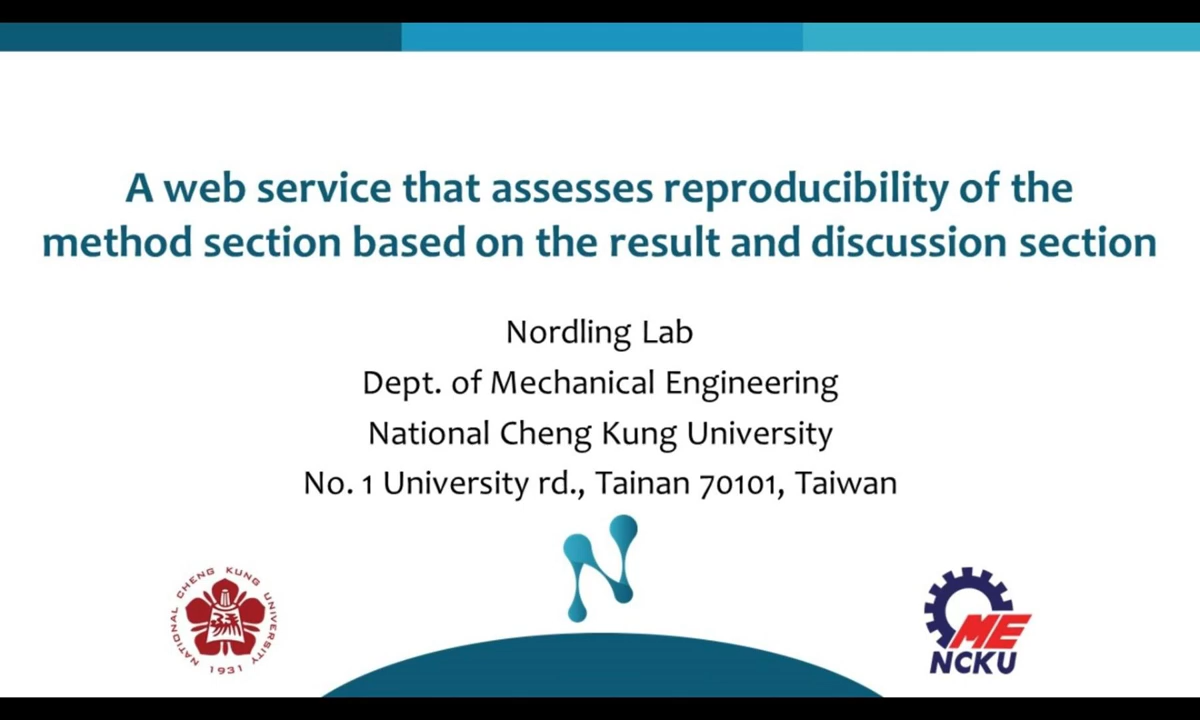 A web service that assesses reproducibility of the
method section based on the result and discussion section
Nordling Lab
Dept. of Mechanical Engineering
National Cheng Kung University
No. 1 University rd., Tainan 70101, Taiwan
NATIONAL CHENG KUNG UNIVERSITY
1931
ME
NCKU